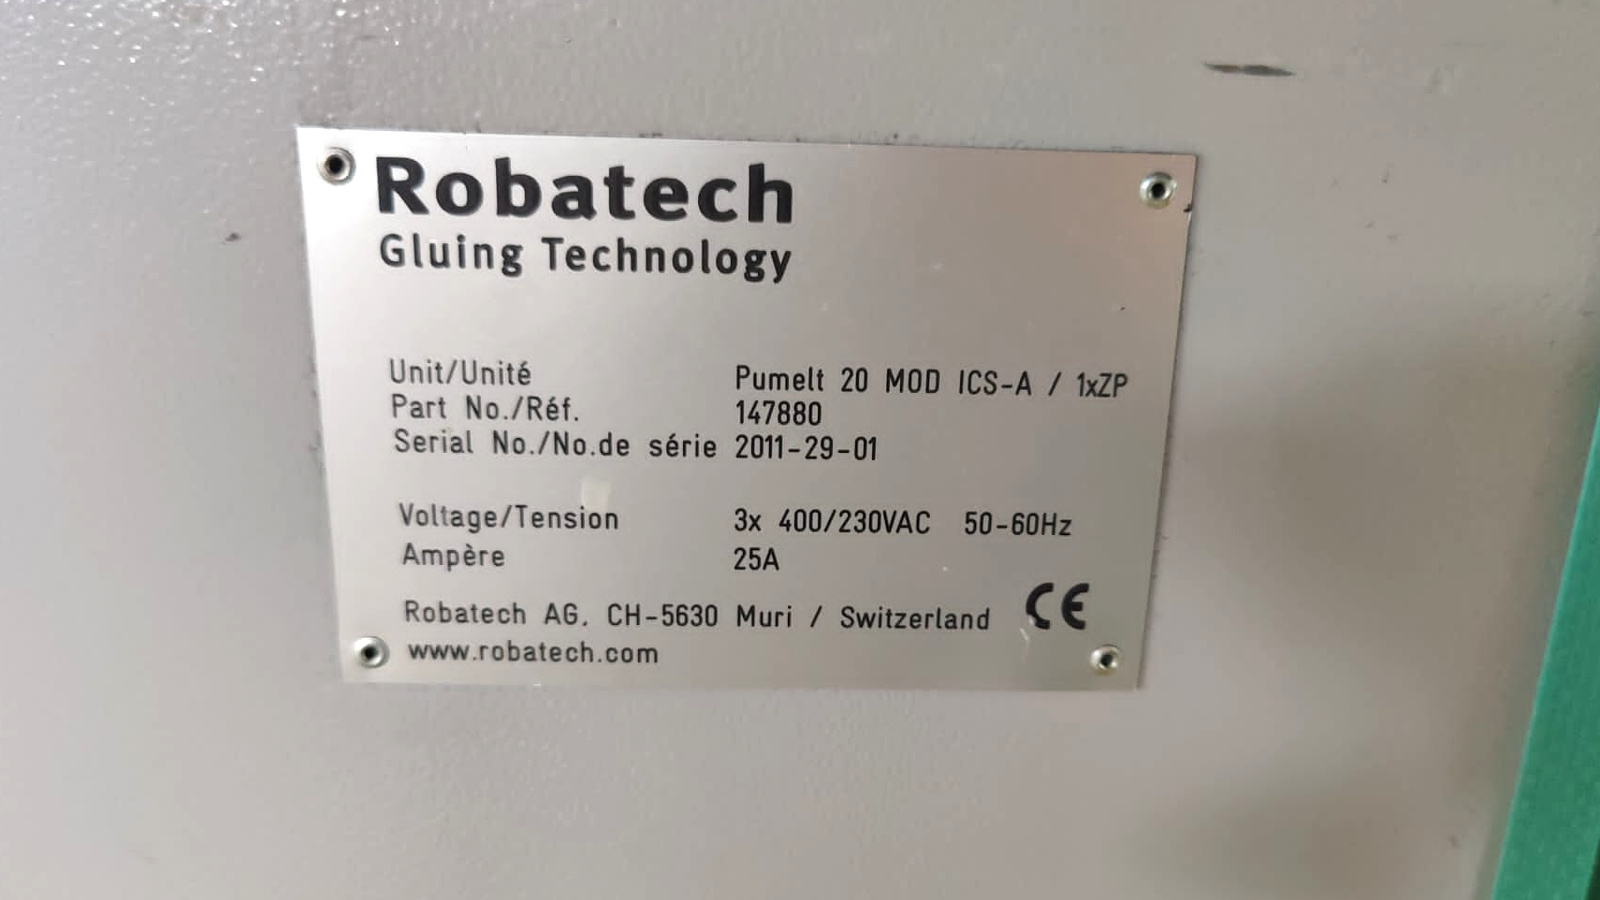 Robatech
Gluing Technology
Unit/Unité Pumelt 20 MOD ICS-A / 1xZP
Part No./Réf. 147880
Serial No./No.de série 2011-29-01
Voltage/Tension 3x 400/230VAC 50-60Hz
Ampère 25A
Robatech AG. CH-5630 Muri / Switzerland CE
www.robatech.com